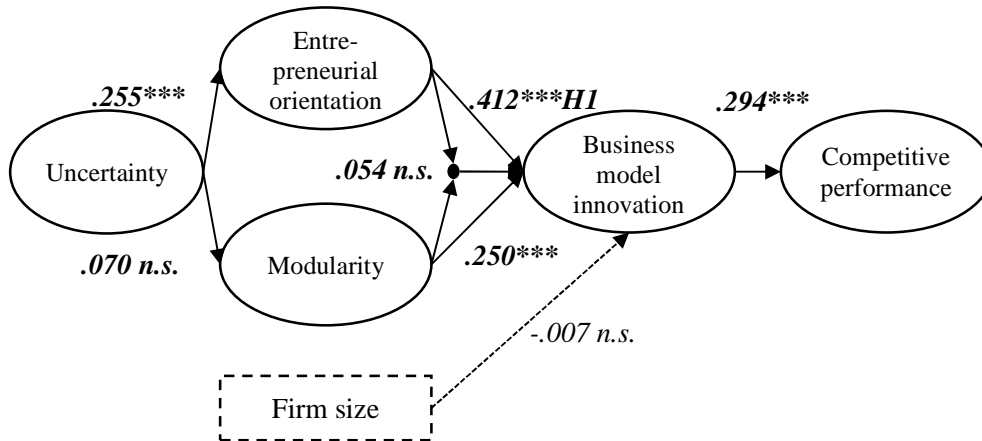 Entre-
preneurial
orientation
.255***
.412***H1
.294***
Uncertainty
.054 n.s.
Business
model
innovation
Competitive
performance
.070 n.s.
Modularity
.250***
-.007 n.s.
Firm size